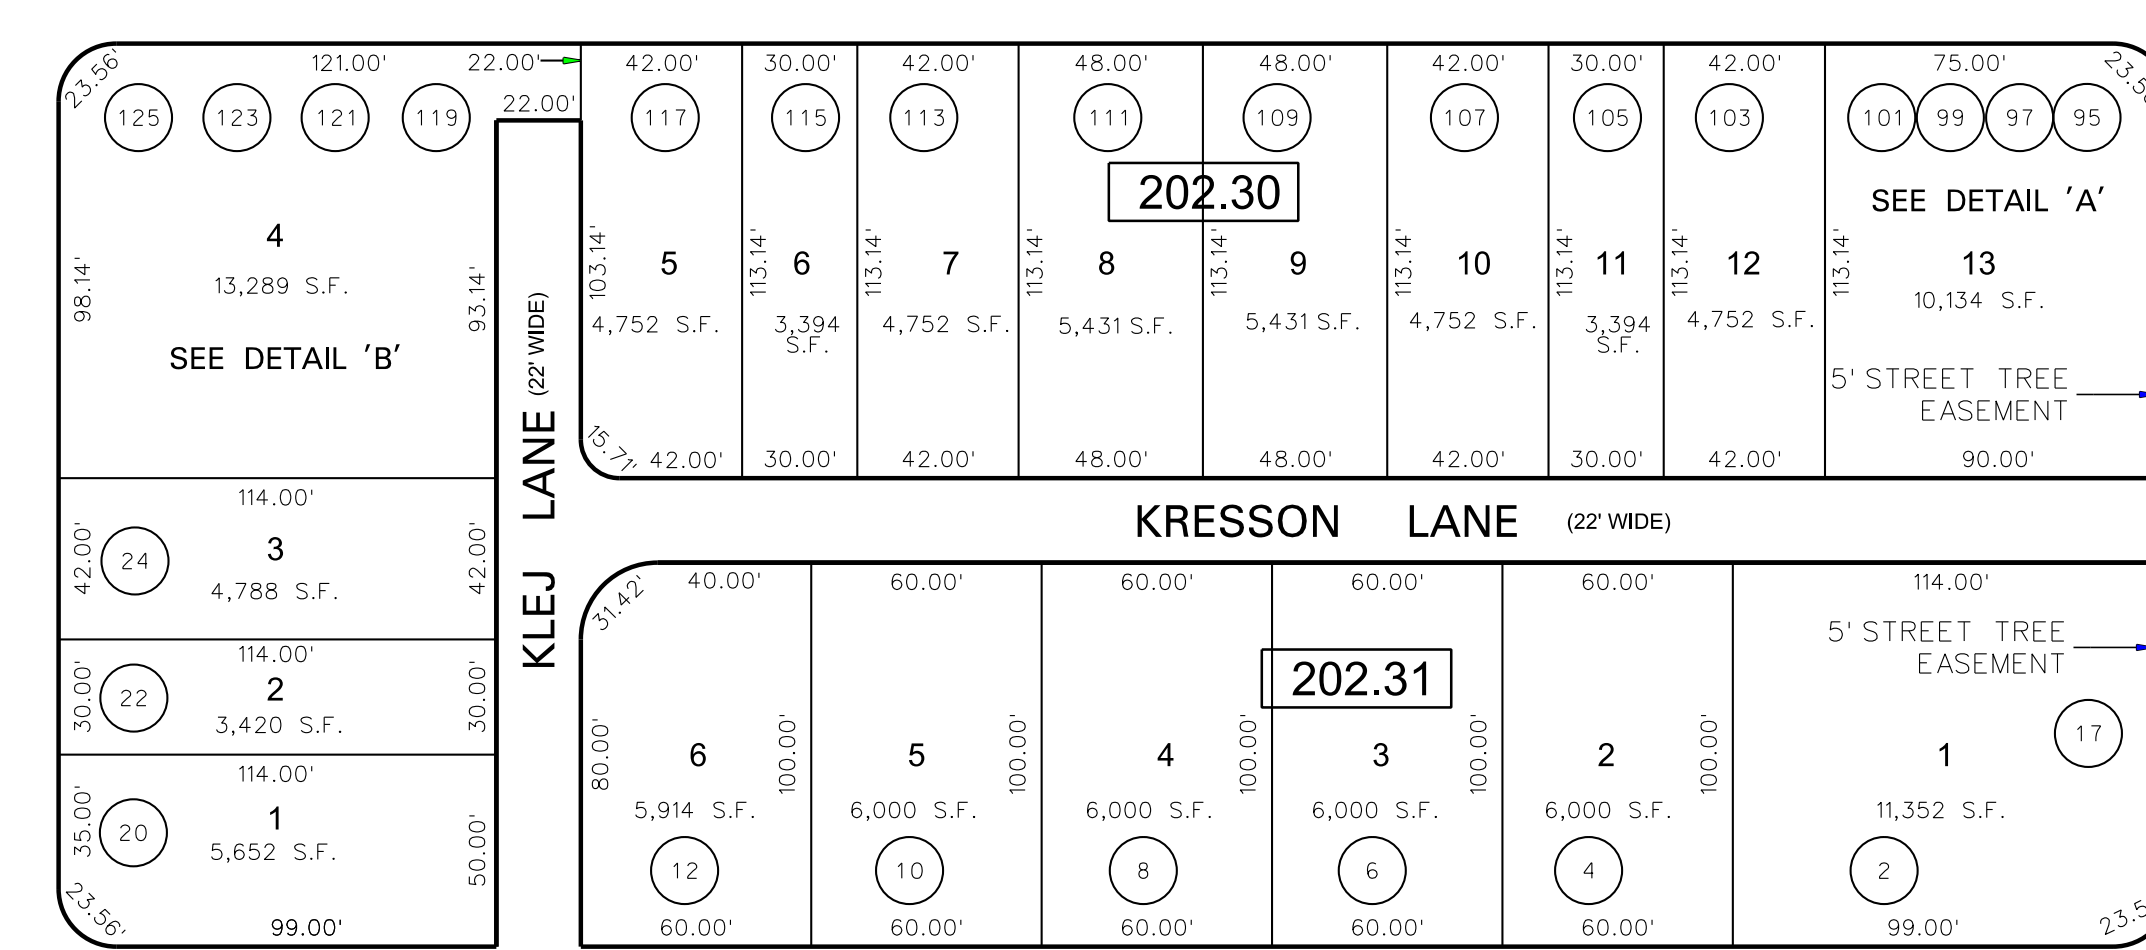 23.56' 121.00' 22.00' 42.00' 30.00' 42.00' 48.00' 48.00' 42.00' 30.00' 42.00' 75.00'
22.00'
125 123 121 119 117 115 113 111 109 107 105 103 101 99 97 95
202.30
SEE DETAIL 'A'
4 5 6 7 8 9 10 11 12 13
98.14' 93.14' 103.14' 113.14' 113.14' 113.14' 113.14' 113.14' 113.14' 113.14' 113.14'
13,289 S.F.
10,134 S.F.
4,752 S.F. 3,394 4,752 S.F. 5,431 S.F. 5,431 S.F. 4,752 S.F. 3,394 4,752 S.F.
S.F. S.F.
SEE DETAIL 'B'
5' STREET TREE
EASEMENT
15.71' 42.00' 30.00' 42.00' 48.00' 48.00' 42.00' 30.00' 42.00' 90.00'
KLEJ LANE (22' WIDE)
KRESSON LANE (22' WIDE)
114.00'
42.00' 24 3 42.00'
4,788 S.F.
114.00'
30.00' 22 2 30.00'
3,420 S.F.
114.00'
35.00' 20 1 50.00'
5,652 S.F.
23.56' 99.00'
31.42' 40.00' 60.00' 60.00' 60.00' 60.00' 114.00'
5' STREET TREE
EASEMENT
202.31
17
80.00' 6 100.00' 5 100.00' 4 100.00' 3 100.00' 2 100.00' 1
5,914 S.F. 6,000 S.F. 6,000 S.F. 6,000 S.F. 6,000 S.F. 11,352 S.F.
12 10 8 6 4 2
60.00' 60.00' 60.00' 60.00' 60.00' 99.00'